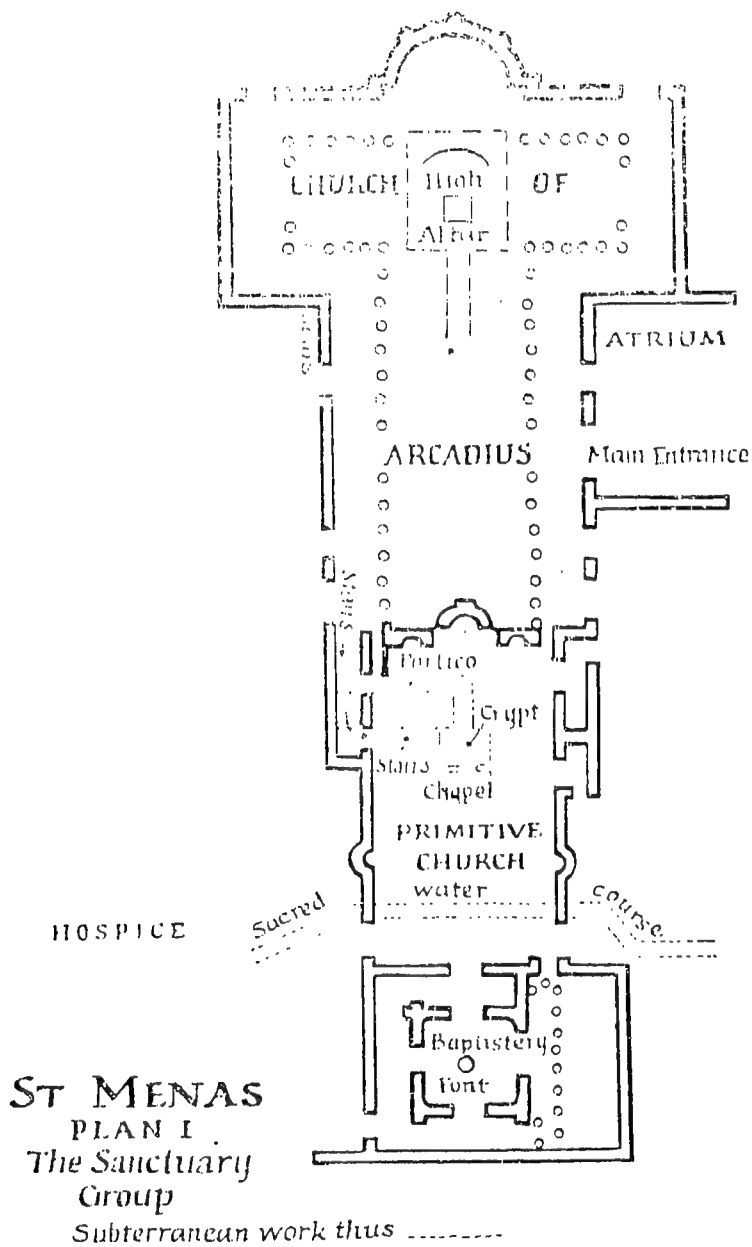 CHURCH High OF
Altar
ATRIUM
ARCADIUS Main Entrance
Stairs
Portico
Crypt
Stairs
Chapel
PRIMITIVE
CHURCH
Sacred water course
HOSPICE
Baptistery
Font
ST MENAS
PLAN I.
The Sanctuary
Group
Subterranean work thus --------